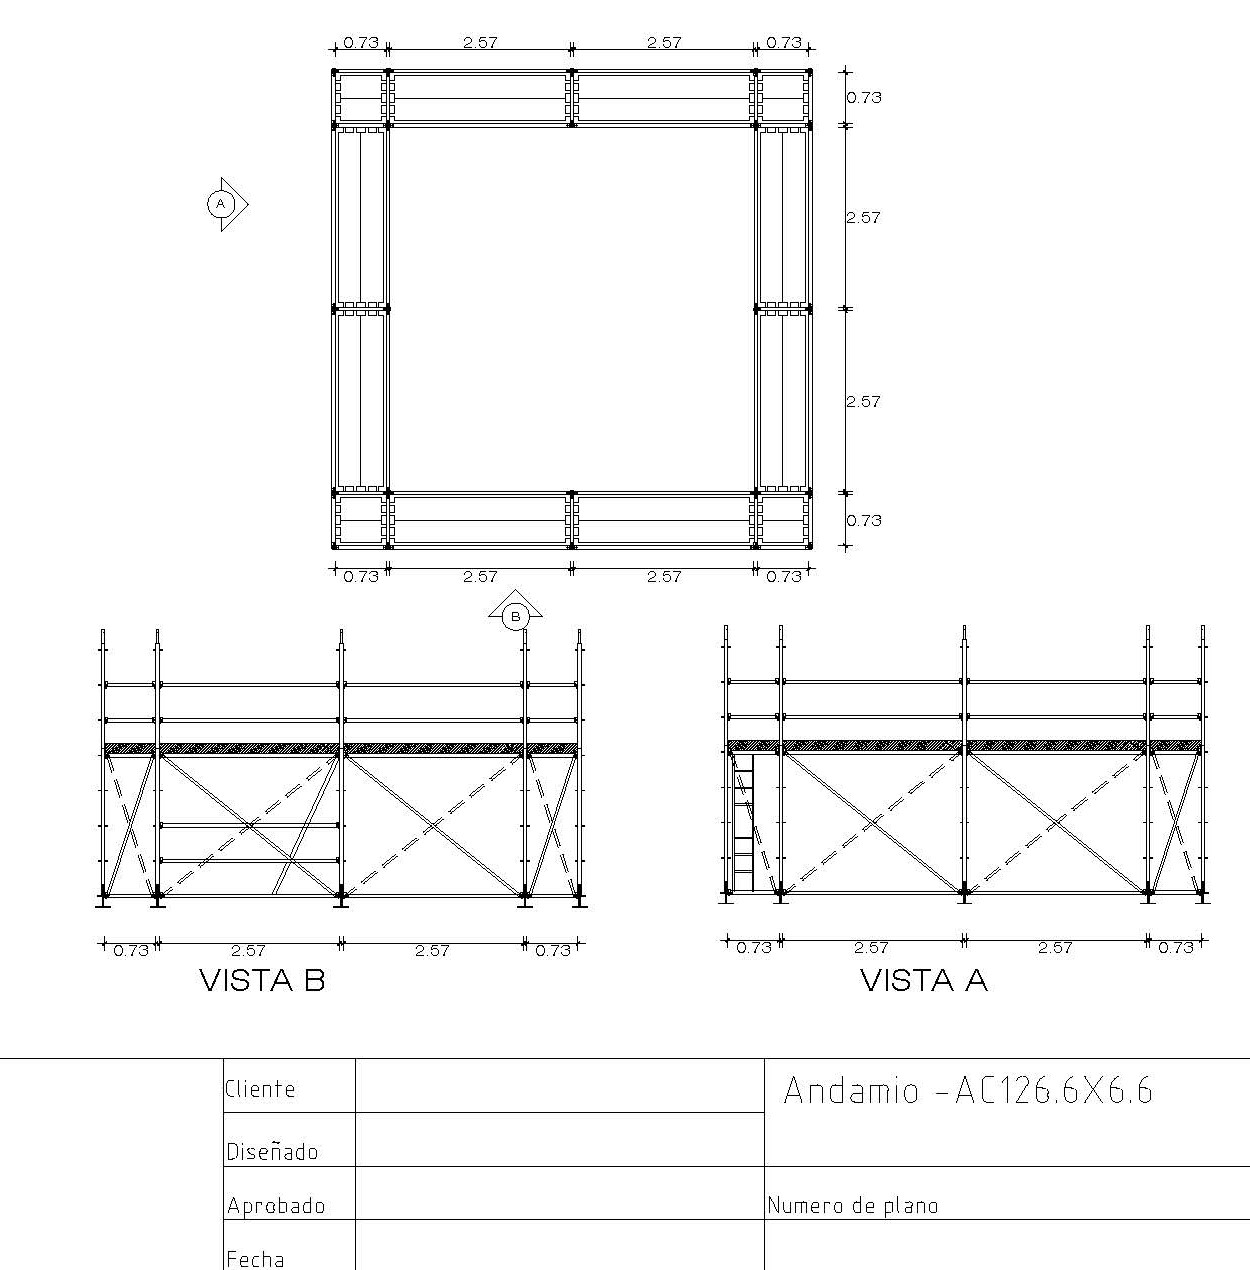 0.73 2.57 2.57 0.73
0.73
A
2.57
2.57
0.73
0.73 2.57 2.57 0.73
B
0.73 2.57 2.57 0.73
VISTA B
0.73 2.57 2.57 0.73
VISTA A
Cliente
Andamio -AC126.6X6.6
Diseñado
Aprobado
Numero de plano
Fecha